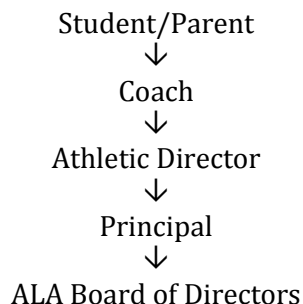 Student/Parent
↓
Coach
↓
Athletic Director
↓
Principal
↓
ALA Board of Directors